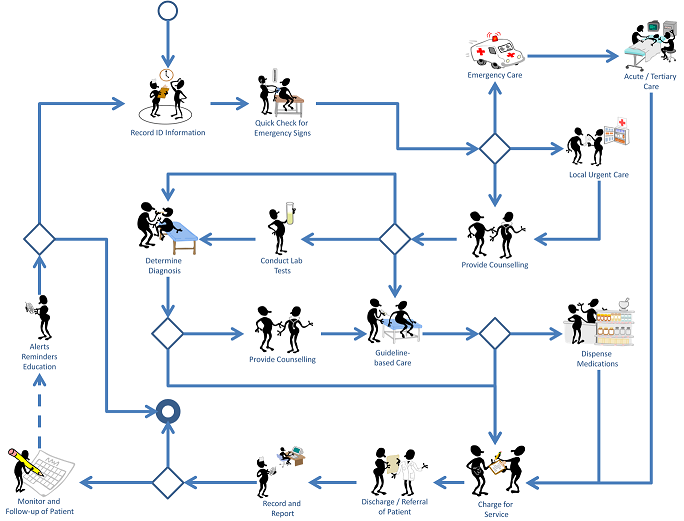 Emergency Care
Acute / Tertiary
Care
Record ID Information
Quick Check for
Emergency Signs
Local Urgent Care
Determine
Diagnosis
Conduct Lab
Tests
Provide Counselling
Alerts
Reminders
Education
Provide Counselling
Guideline-
based Care
Dispense
Medications
Monitor and
Follow-up of Patient
Record and
Report
Discharge / Referral
of Patient
Charge for
Service